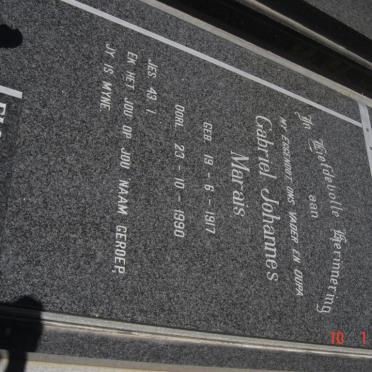 In Liefdevolle Herinnering
aan
MY EGGENOOT ONS VADER EN OUPA
Gabriel Johannes
Marais
GEB. 19 - 6 - 1917
OORL. 23 - 10 - 1990
JES. 43. 1
EK HET JOU OP JOU NAAM GEROEP,
JY IS MYNE.
10 1